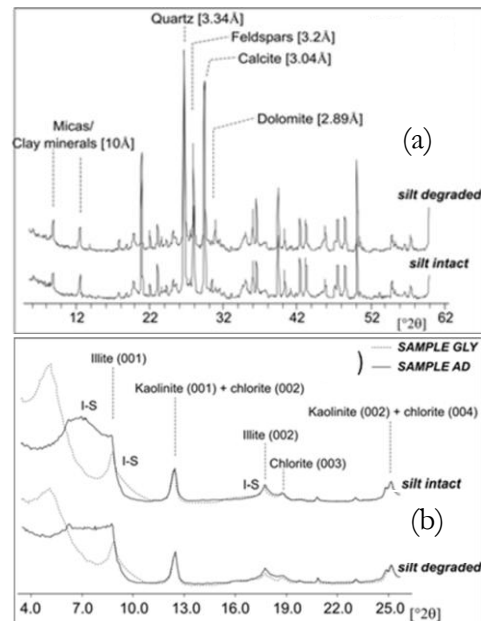 Quartz [3.34Å]
Feldspars [3.2Å]
Calcite [3.04Å]
Dolomite [2.89Å]
Micas/
Clay minerals [10Å]
(a)
silt degraded
silt intact
12 22 32 42 52 62
[°2θ]
) SAMPLE GLY
SAMPLE AD
Illite (001)
I-S
Kaolinite (001) + chlorite (002)
Kaolinite (002) + chlorite (004)
I-S
Illite (002)
I-S
Chlorite (003)
silt intact
(b)
silt degraded
4.0 7.0 10.0 13.0 16.0 19.0 22.0 25.0
[°2θ]